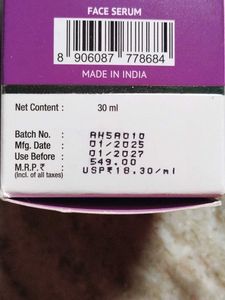 FACE SERUM
8 906087 778684
MADE IN INDIA
Net Content : 30 ml
Batch No. : AH5A010
Mfg. Date : 01/2025
Use Before : 01/2027
M.R.P.₹ : 549.00
(incl. of all taxes) USP₹18.30/ml